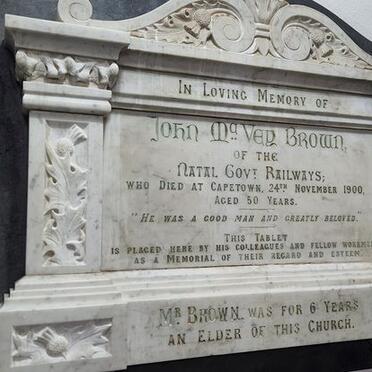 In Loving Memory of
John McVey Brown,
OF THE
Natal Govt Railways;
WHO DIED AT CAPETOWN, 24TH NOVEMBER 1900,
AGED 50 YEARS.
"HE WAS A GOOD MAN AND GREATLY BELOVED."
THIS TABLET
IS PLACED HERE BY HIS COLLEAGUES AND FELLOW WORKMEN
AS A MEMORIAL OF THEIR REGARD AND ESTEEM.
MR BROWN WAS FOR 6 YEARS
AN ELDER OF THIS CHURCH.